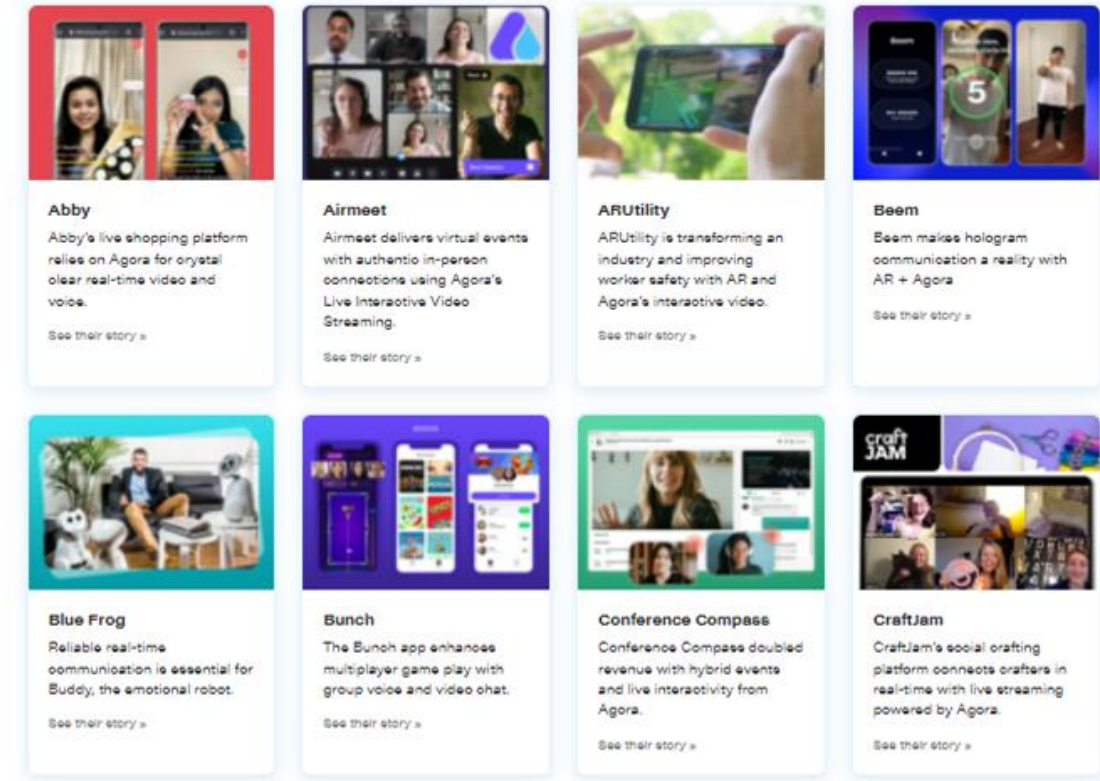 Beem
5
Abby
Abby's live shopping platform
relies on Agora for crystal
clear real-time video and
voice.
See their story »
Airmeet
Airmeet delivers virtual events
with authentic in-person
connections using Agora's
Live Interactive Video
Streaming.
See their story »
ARUtility
ARUtility is transforming an
industry and improving
worker safety with AR and
Agora's interactive video.
See their story »
Beem
Beem makes hologram
communication a reality with
AR + Agora
See their story »
craft
JAM
Blue Frog
Reliable real-time
communication is essential for
Buddy, the emotional robot.
See their story »
Bunch
The Bunch app enhances
multiplayer game play with
group voice and video chat.
See their story »
Conference Compass
Conference Compass doubled
revenue with hybrid events
and live interactivity from
Agora.
See their story »
CraftJam
CraftJam's social crafting
platform connects crafters in
real-time with live streaming
powered by Agora.
See their story »